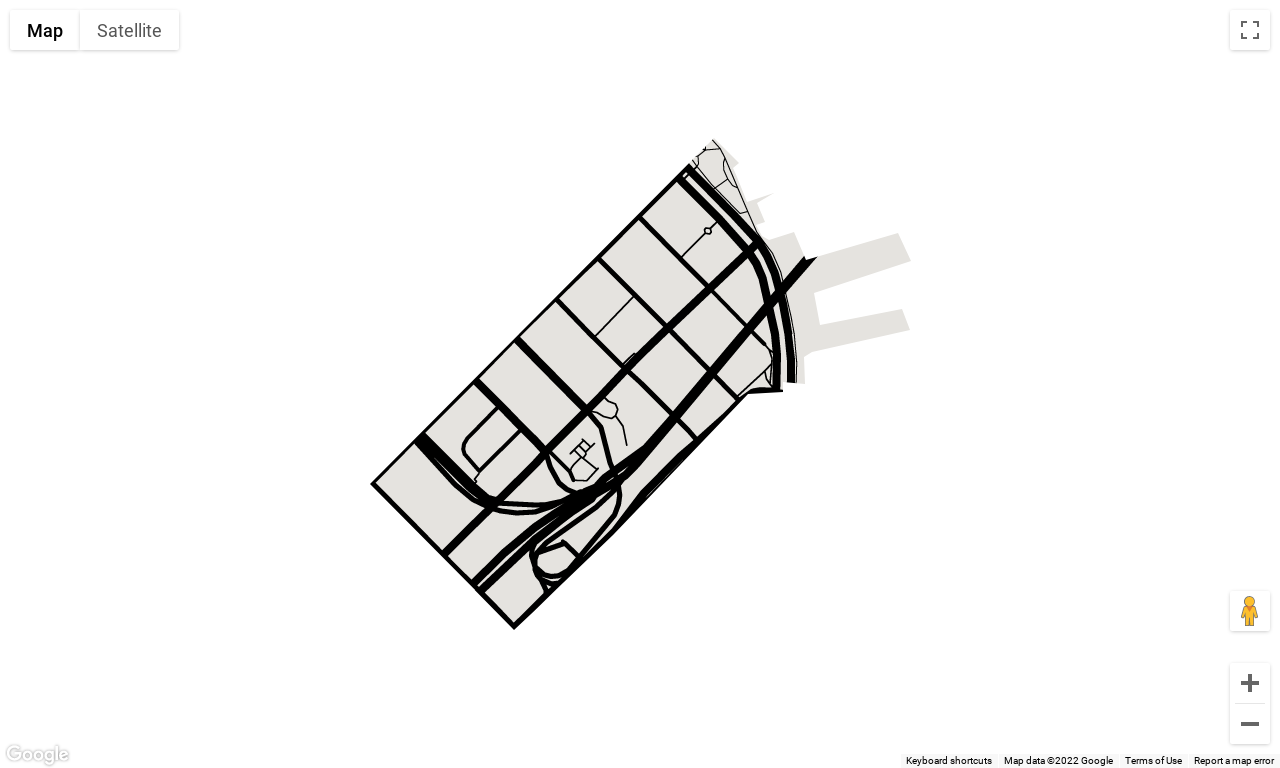 Map
Satellite
Google
Keyboard shortcuts
Map data ©2022 Google
Terms of Use
Report a map error